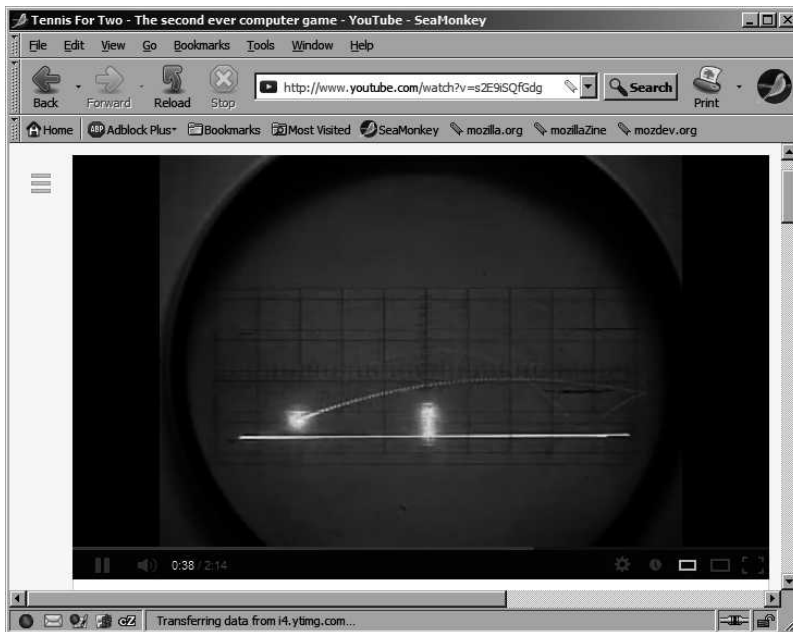 Tennis For Two - The second ever computer game - YouTube - SeaMonkey
File Edit View Go Bookmarks Tools Window Help
Back Forward Reload Stop http://www.youtube.com/watch?v=s2E9iSQfGdg Search Print
Home ABP Adblock Plus Bookmarks Most Visited SeaMonkey mozilla.org mozillaZine mozdev.org
0:38 / 2:14
cZ Transferring data from i4.ytimg.com...